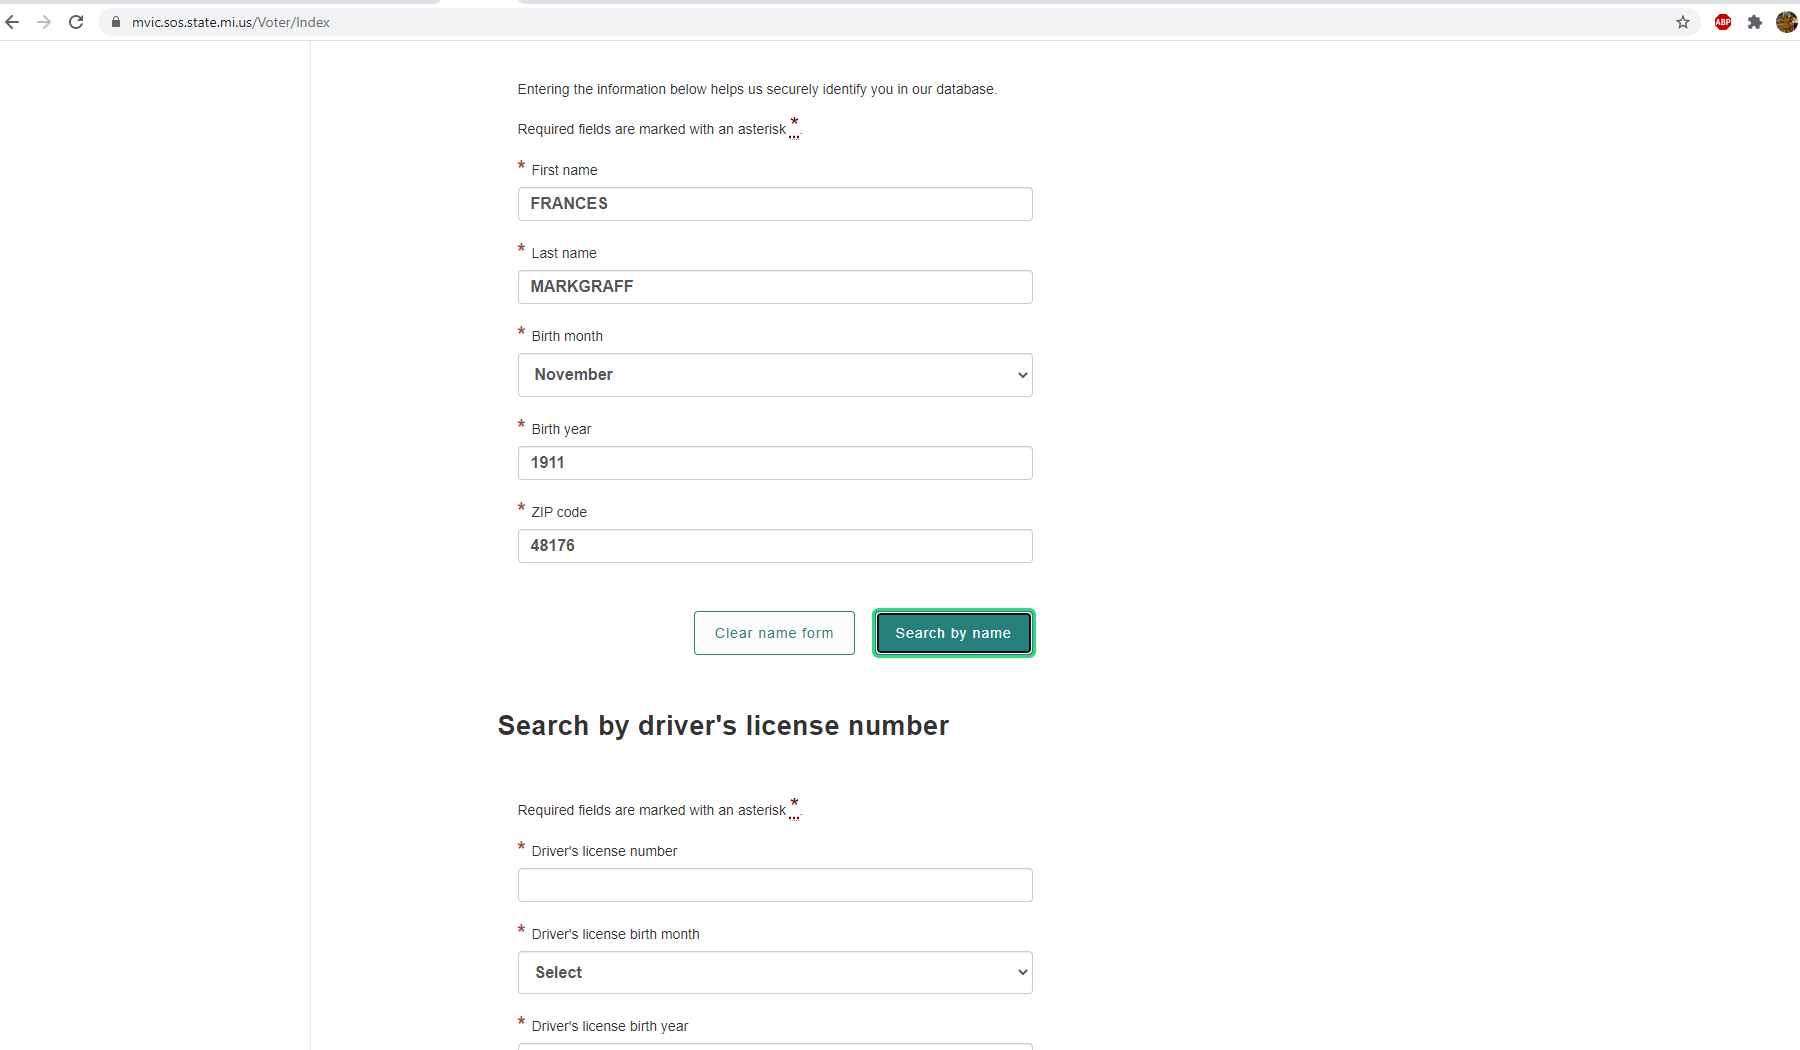 mvic.sos.state.mi.us/Voter/Index
ABP
Entering the information below helps us securely identify you in our database.
Required fields are marked with an asterisk *.
* First name
FRANCES
* Last name
MARKGRAFF
* Birth month
November
* Birth year
1911
* ZIP code
48176
Clear name form
Search by name
Search by driver's license number
Required fields are marked with an asterisk *.
* Driver's license number
* Driver's license birth month
Select
* Driver's license birth year